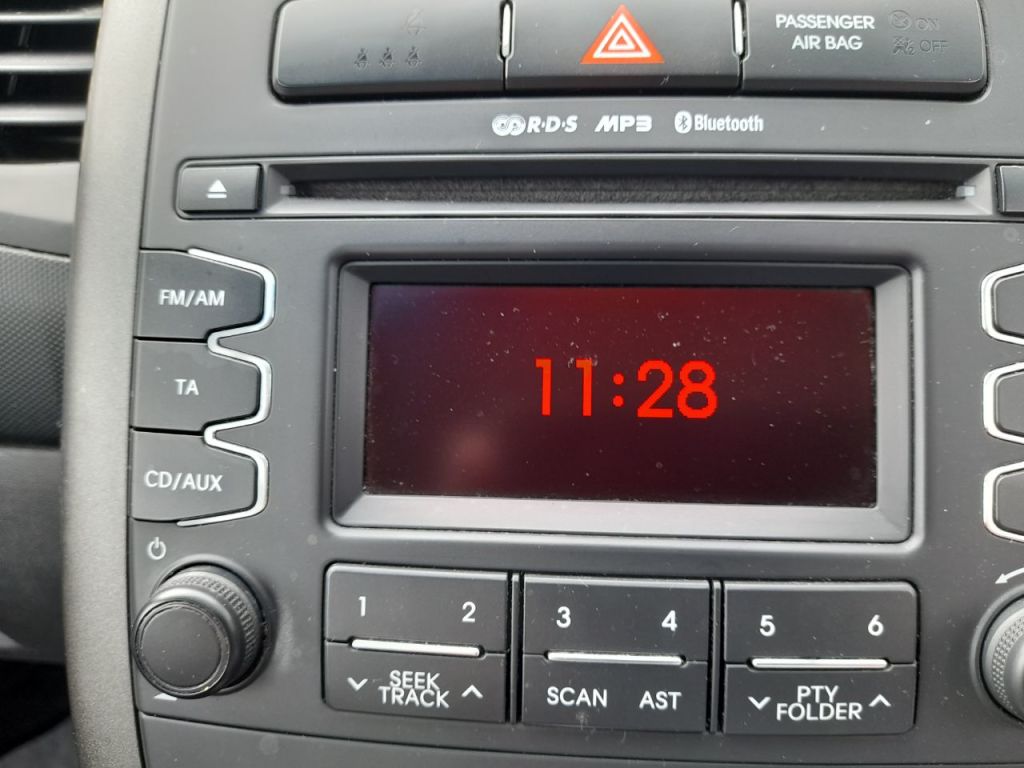 PASSENGER
AIR BAG
ON
OFF
R·D·S MP3 Bluetooth
FM/AM
TA
CD/AUX
11:28
1 2 3 4 5 6
SEEK
TRACK
SCAN AST
PTY
FOLDER